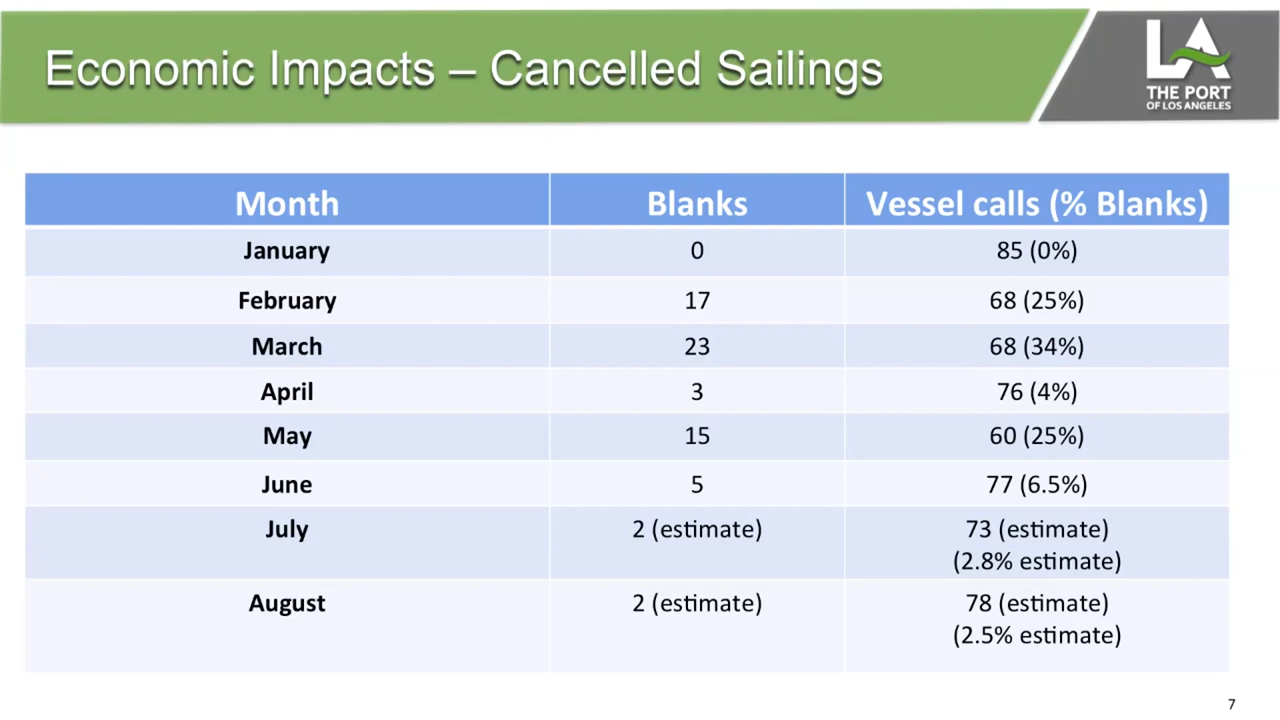 Economic Impacts – Cancelled Sailings
LA
THE PORT
OF LOS ANGELES
Month Blanks Vessel calls (% Blanks)
January 0 85 (0%)
February 17 68 (25%)
March 23 68 (34%)
April 3 76 (4%)
May 15 60 (25%)
June 5 77 (6.5%)
July 2 (estimate) 73 (estimate)
(2.8% estimate)
August 2 (estimate) 78 (estimate)
(2.5% estimate)
7